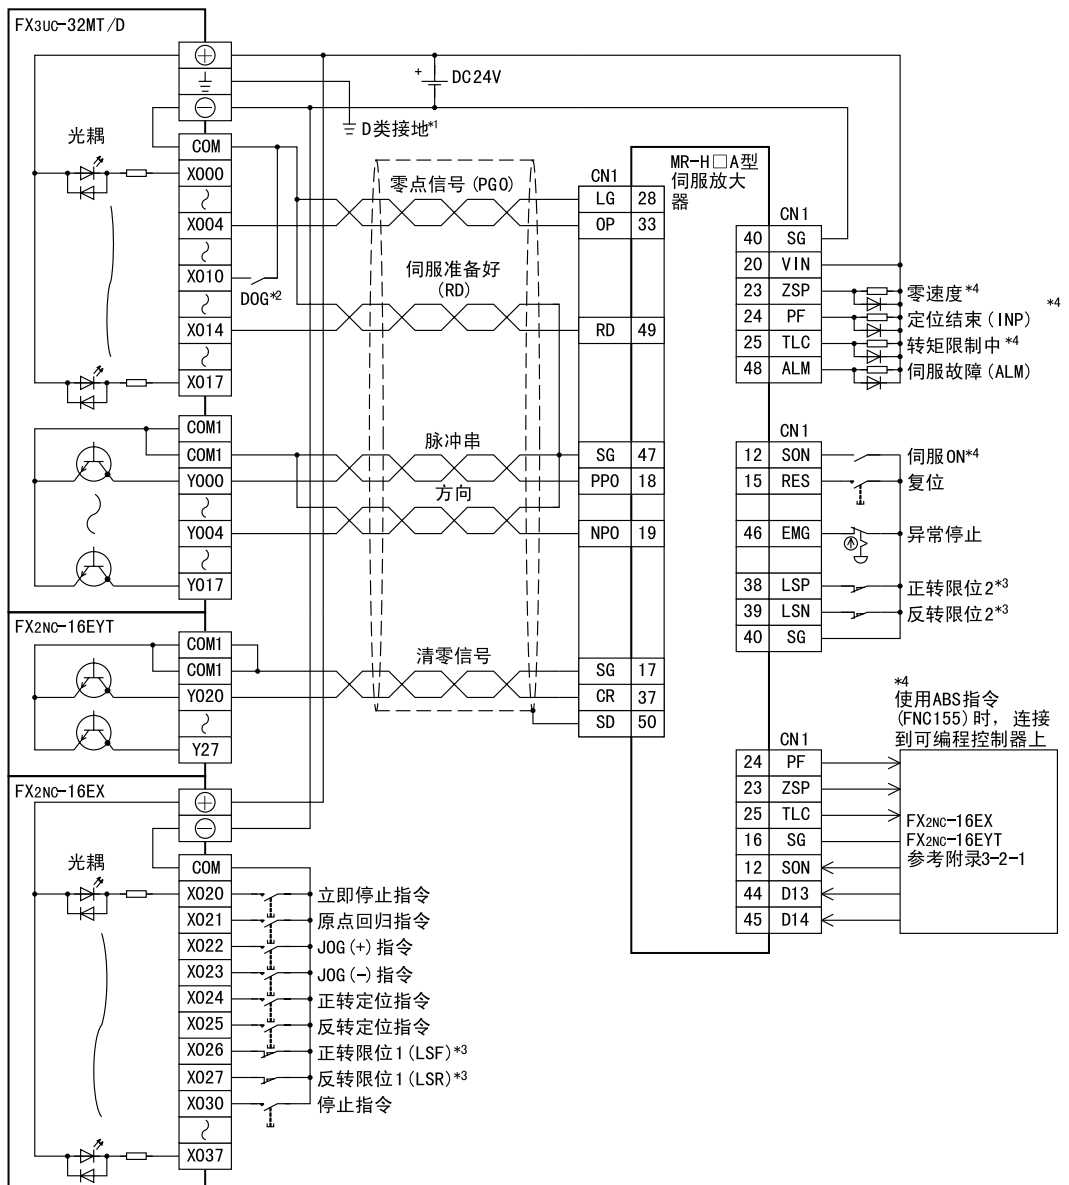 FX3UC-32MT/D
DC24V
D类接地*1
光耦
COM
X000
X004
X010
X014
X017
DOG*2
零点信号(PG0)
伺服准备好
(RD)
脉冲串
方向
清零信号
COM1
COM1
Y000
Y004
Y017
FX2NC-16EYT
COM1
COM1
Y020
Y27
FX2NC-16EX
光耦
COM
X020 立即停止指令
X021 原点回归指令
X022 JOG(+)指令
X023 JOG(-)指令
X024 正转定位指令
X025 反转定位指令
X026 正转限位1(LSF)*3
X027 反转限位1(LSR)*3
X030 停止指令
X037
MR-H□A型
伺服放大
器
CN1
LG 28
OP 33
RD 49
SG 47
PPO 18
NPO 19
SG 17
CR 37
SD 50
CN1
40 SG
20 VIN
23 ZSP 零速度*4
24 PF 定位结束(INP)*4
25 TLC 转矩限制中*4
48 ALM 伺服故障(ALM)
CN1
12 SON 伺服ON*4
15 RES 复位
46 EMG 异常停止
38 LSP 正转限位2*3
39 LSN 反转限位2*3
40 SG
*4
使用ABS指令
(FNC155)时，连接
到可编程控制器上
CN1
24 PF
23 ZSP
25 TLC
16 SG
12 SON
44 D13
45 D14
FX2NC-16EX
FX2NC-16EYT
参考附录3-2-1